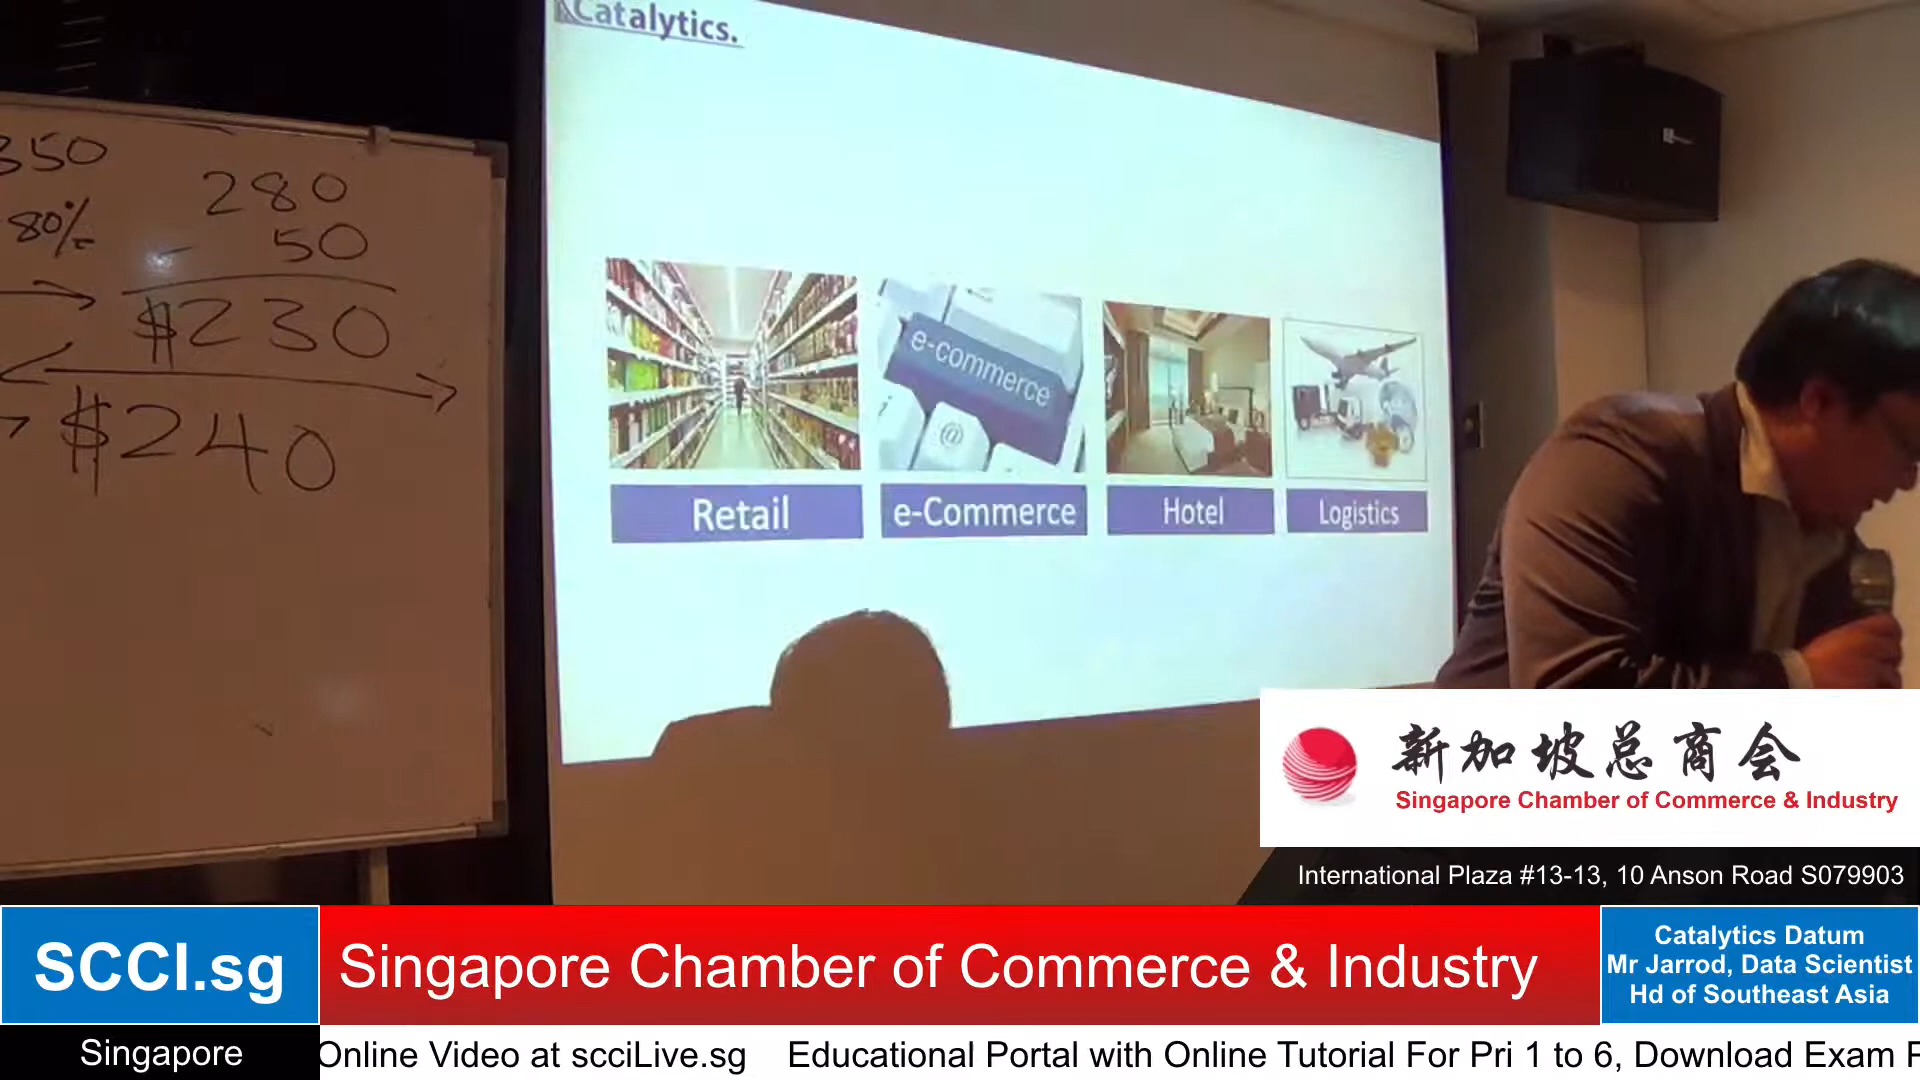 Catalytics.
350
80%
280
- 50
$230
$240
e-commerce
@
Retail
e-Commerce
Hotel
Logistics
新加坡总商会
Singapore Chamber of Commerce & Industry
International Plaza #13-13, 10 Anson Road S079903
SCCI.sg
Singapore Chamber of Commerce & Industry
Catalytics Datum
Mr Jarrod, Data Scientist
Hd of Southeast Asia
Singapore
Online Video at scciLive.sg Educational Portal with Online Tutorial For Pri 1 to 6, Download Exam